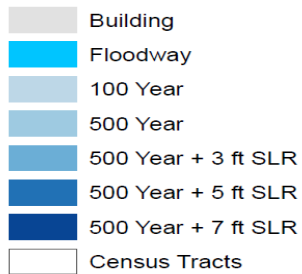 Building
Floodway
100 Year
500 Year
500 Year + 3 ft SLR
500 Year + 5 ft SLR
500 Year + 7 ft SLR
Census Tracts